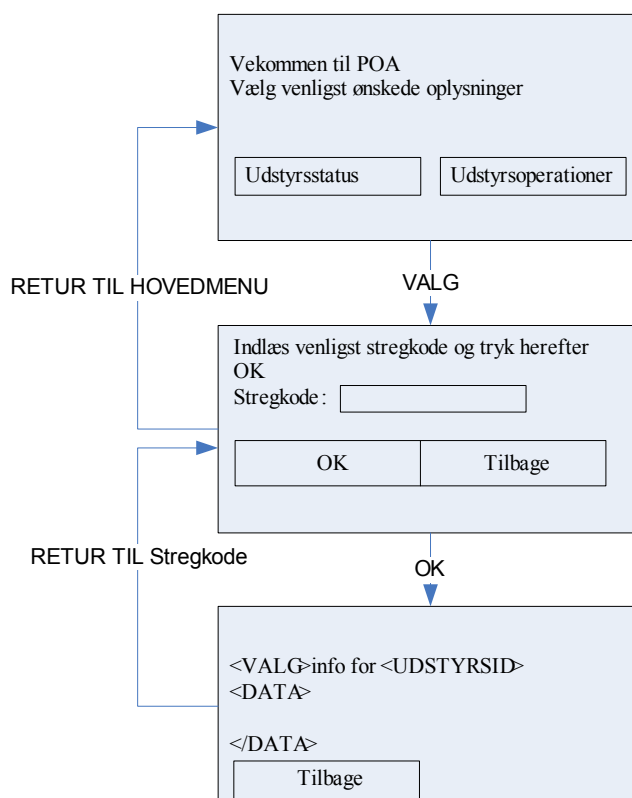 Vekommen til POA
Vælg venligst ønskede oplysninger
Udstyrsstatus
Udstyrsoperationer
RETUR TIL HOVEDMENU
VALG
Indlæs venligst stregkode og tryk herefter
OK
Stregkode:
OK
Tilbage
RETUR TIL Stregkode
OK
<VALG>info for <UDSTYRSID>
<DATA>
</DATA>
Tilbage